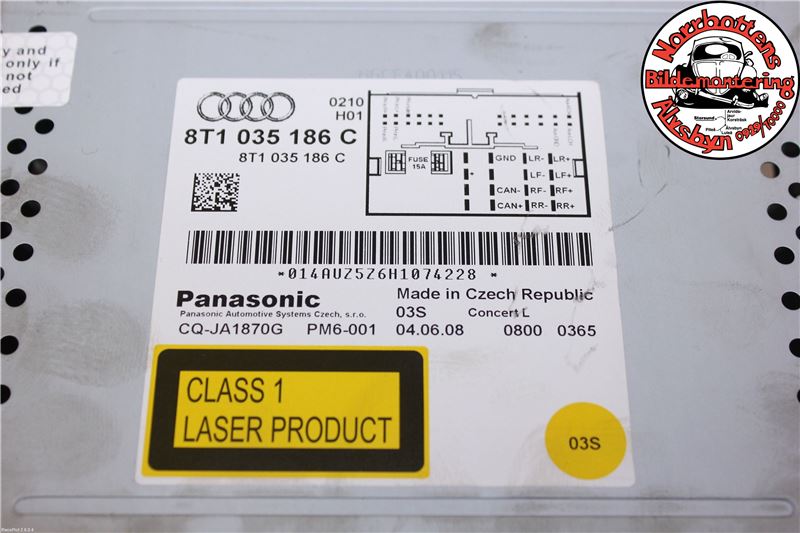 y and
only if
not
ed
0210
H01
8T1 035 186 C
8T1 035 186 C
FUSE
15A
GND LR- LR+
+ LF- LF+
CAN- RF- RF+
CAN+ RR- RR+
*014AUZ5Z6H1074228 *
Panasonic
Panasonic Automotive Systems Czech, s.r.o.
CQ-JA1870G PM6-001
Made in Czech Republic
03S Concert L
04.06.08 0800 0365
CLASS 1
LASER PRODUCT
03S
Norrbottens
Bildemontering
Älvsbyn
0929/10000